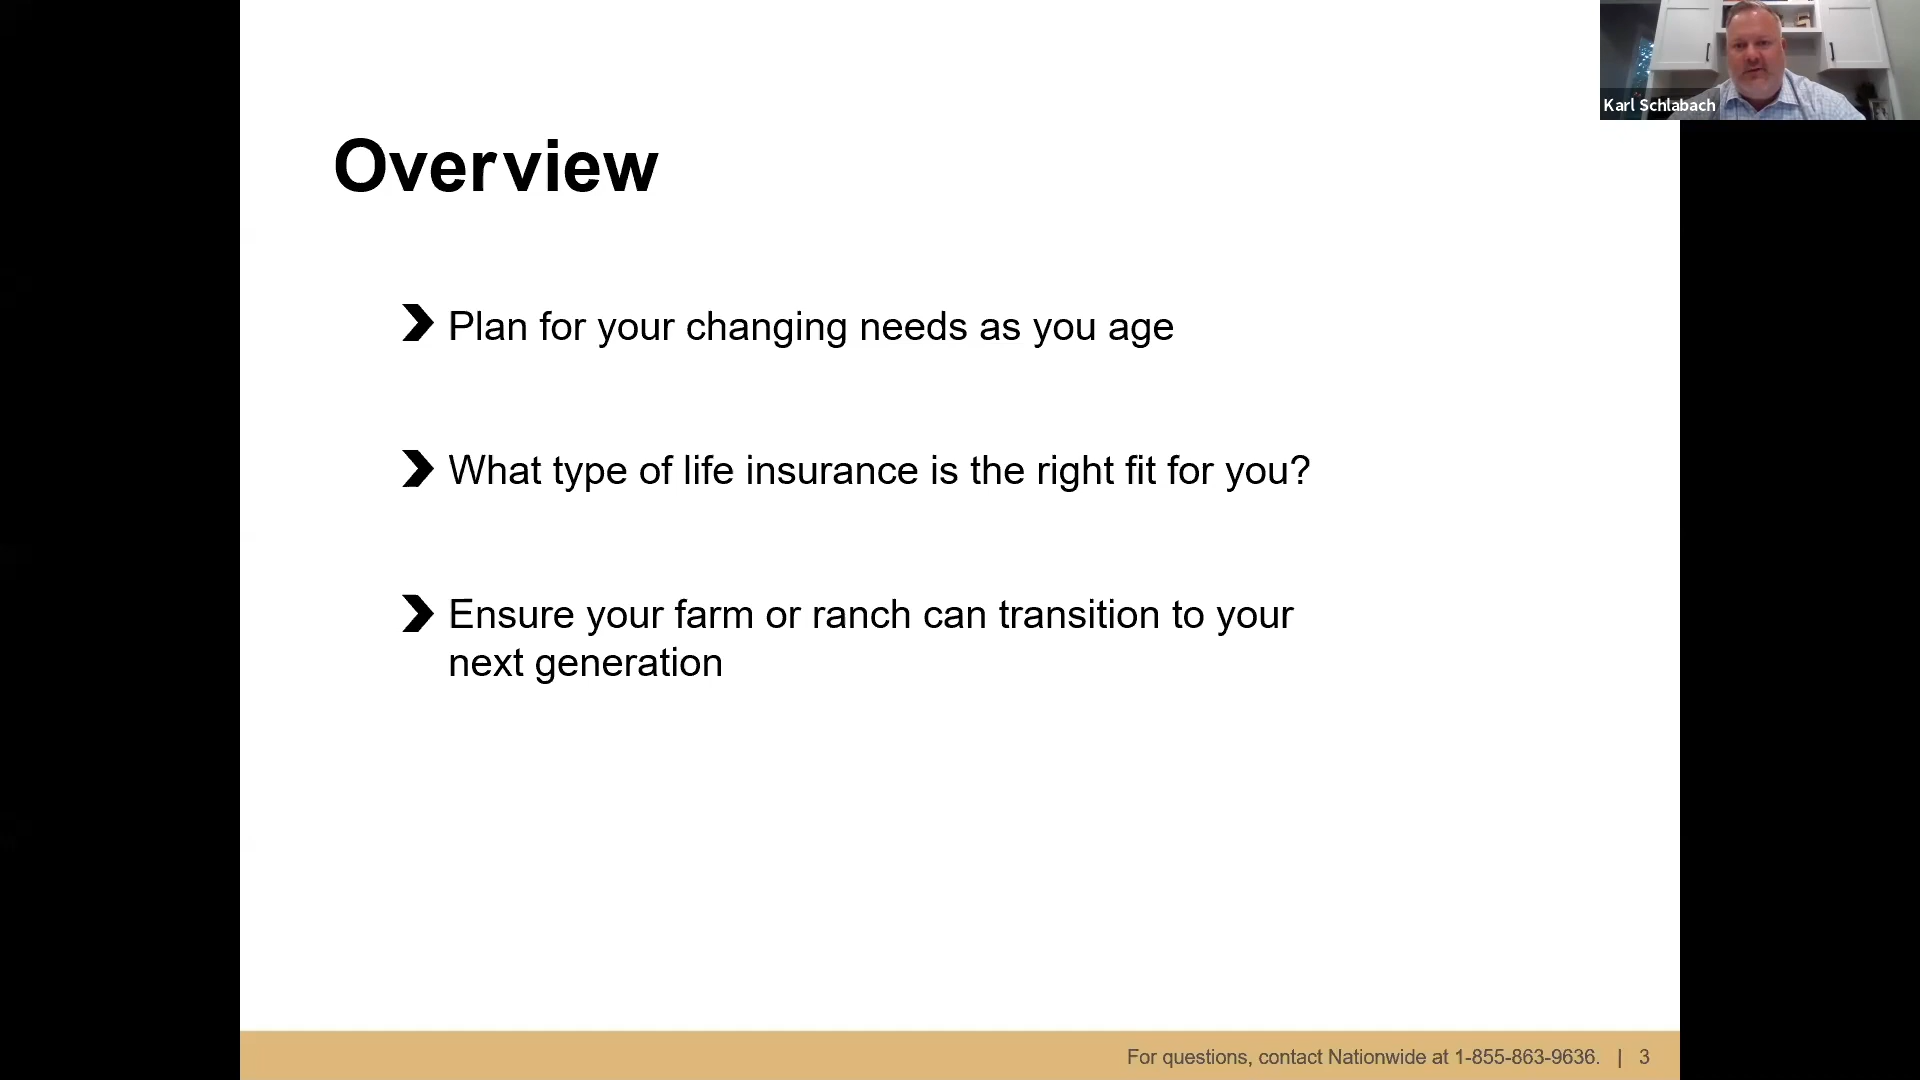 Karl Schlabach
Overview
Plan for your changing needs as you age
What type of life insurance is the right fit for you?
Ensure your farm or ranch can transition to your
next generation
For questions, contact Nationwide at 1-855-863-9636. | 3